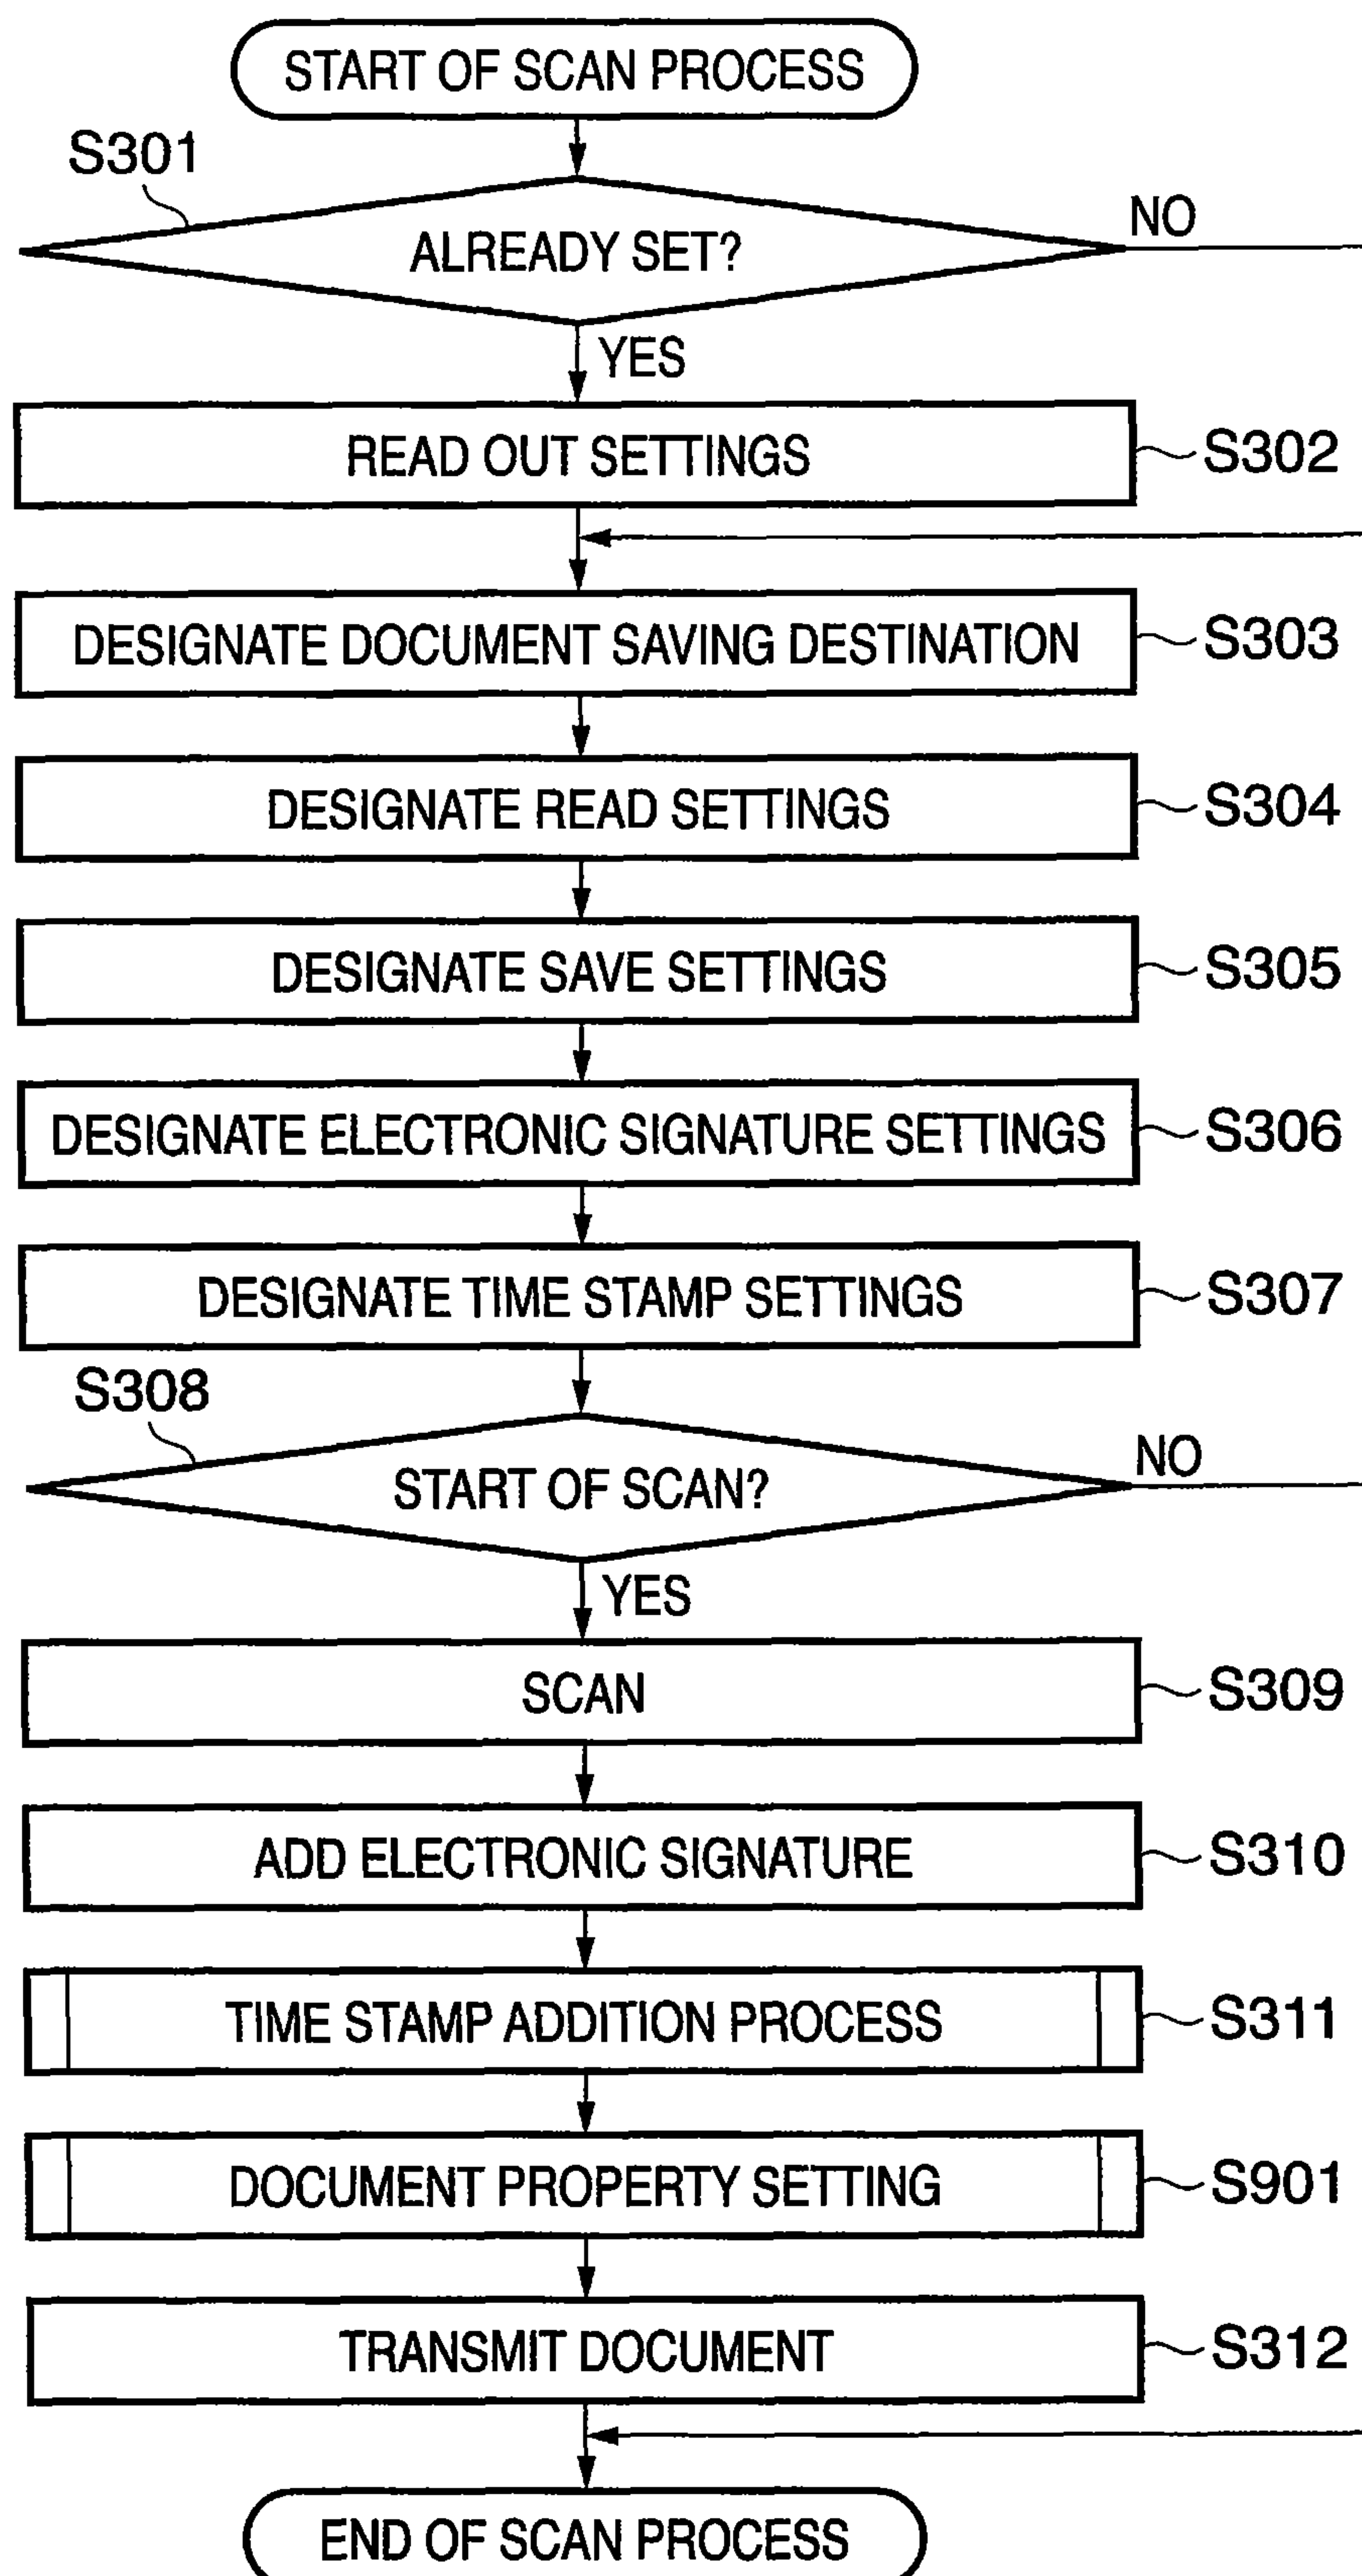 START OF SCAN PROCESS
S301
ALREADY SET?
NO
YES
READ OUT SETTINGS
S302
DESIGNATE DOCUMENT SAVING DESTINATION
S303
DESIGNATE READ SETTINGS
S304
DESIGNATE SAVE SETTINGS
S305
DESIGNATE ELECTRONIC SIGNATURE SETTINGS
S306
DESIGNATE TIME STAMP SETTINGS
S307
S308
START OF SCAN?
NO
YES
SCAN
S309
ADD ELECTRONIC SIGNATURE
S310
TIME STAMP ADDITION PROCESS
S311
DOCUMENT PROPERTY SETTING
S901
TRANSMIT DOCUMENT
S312
END OF SCAN PROCESS